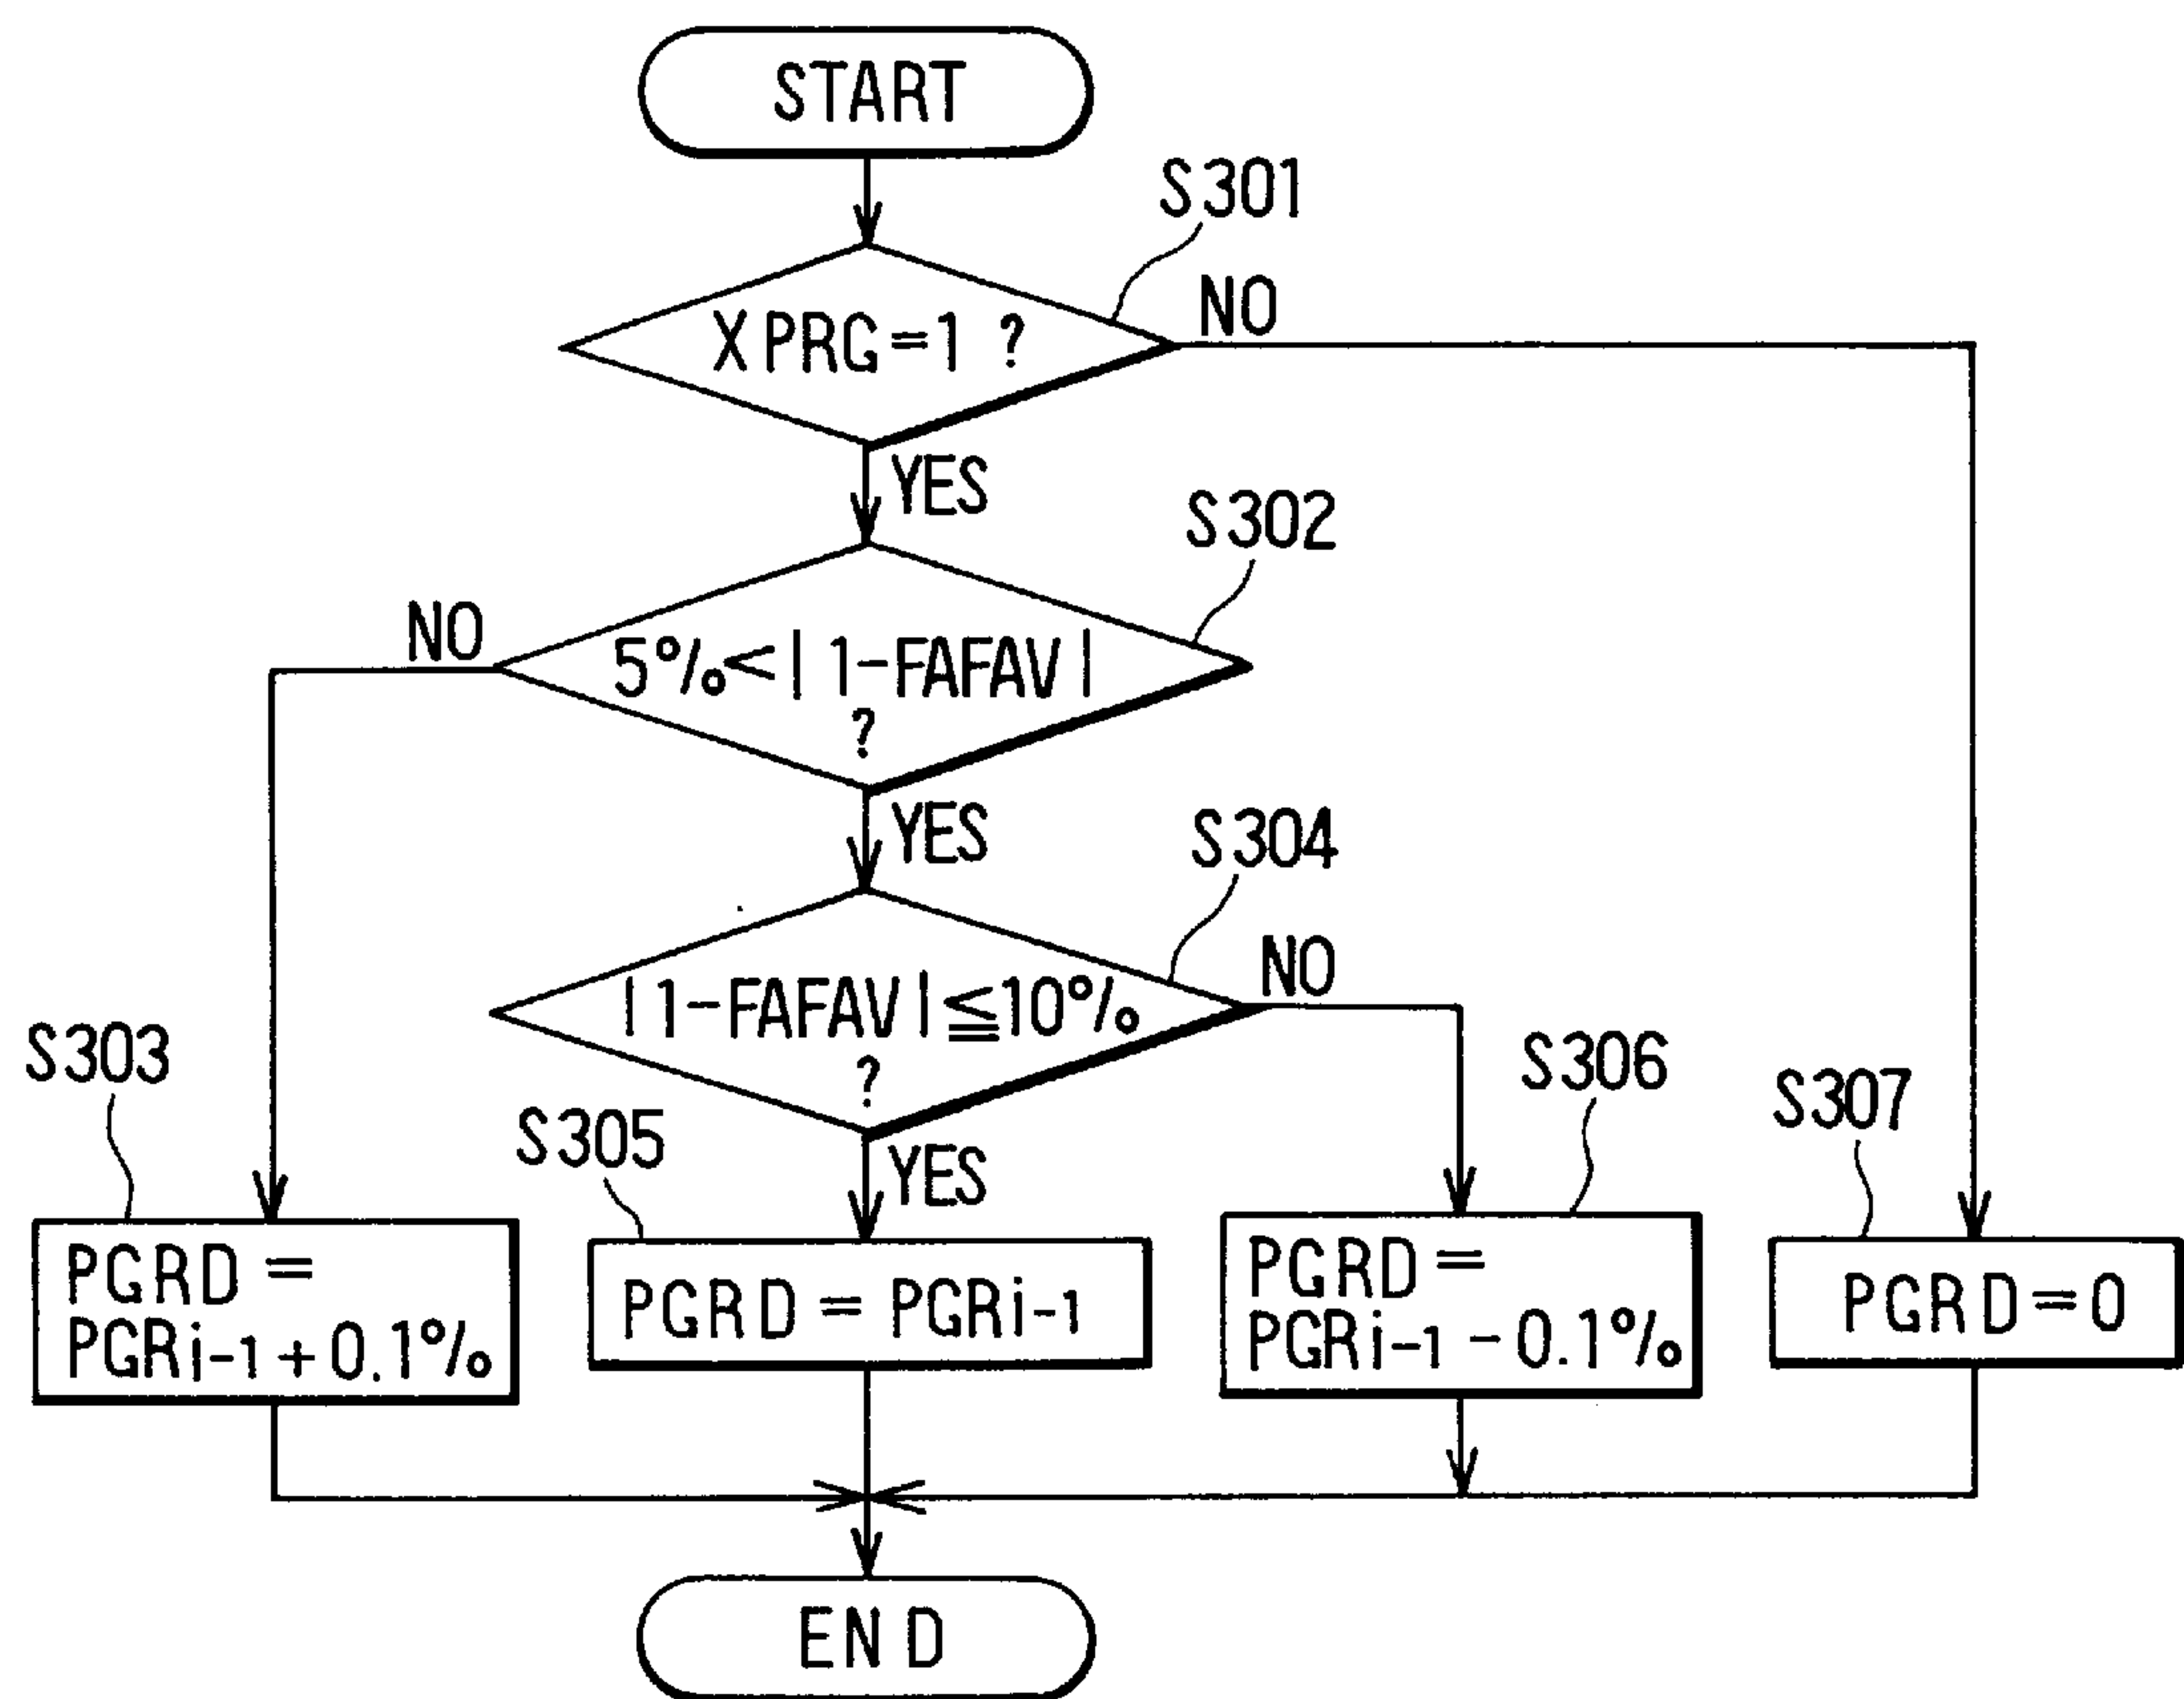 START
S301
XPRG=1 ?
NO
YES
S302
NO
5%<|1-FAFAV|
?
YES
S304
|1-FAFAV|≦10%
?
NO
S303
S305
YES
S306
S307
PGRD =
PGRi-1+0.1%
PGRD = PGRi-1
PGRD =
PGRi-1-0.1%
PGRD=0
END